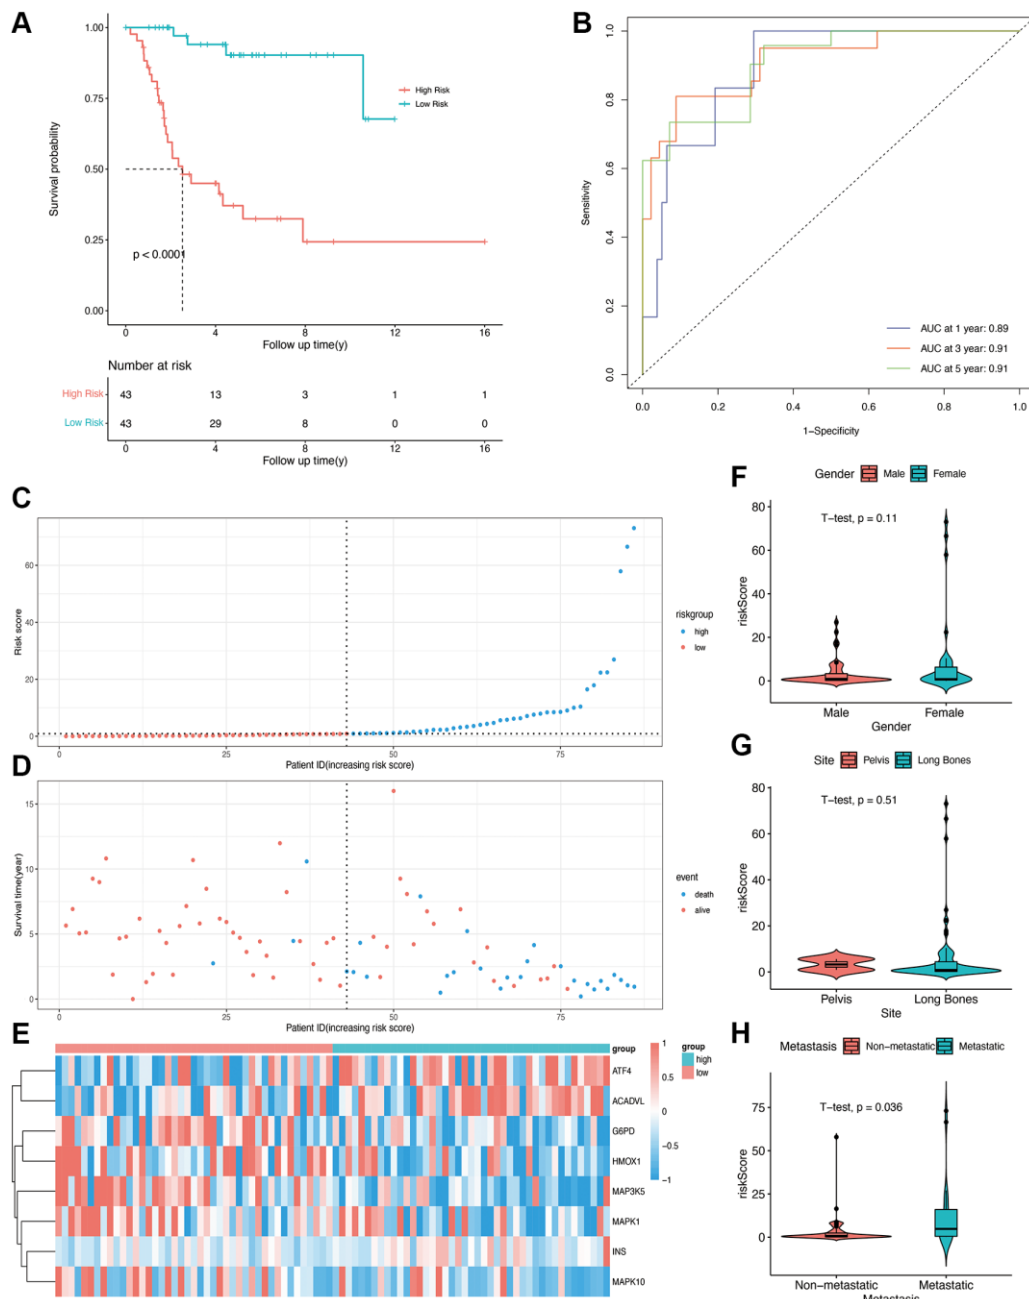 A
1.00
0.75
0.50
0.25
0.00
Survival probability
High Risk
Low Risk
p < 0.0001
0 4 8 12 16
Follow up time(y)
Number at risk
High Risk 43 13 3 1 1
Low Risk 43 29 8 0 0
0 4 8 12 16
Follow up time(y)
B
1.0
0.8
0.6
0.4
0.2
0.0
Sensitivity
AUC at 1 year: 0.89
AUC at 3 year: 0.91
AUC at 5 year: 0.91
0.0 0.2 0.4 0.6 0.8 1.0
1-Specificity
C
60
40
20
0
Risk score
riskgroup
high
low
0 25 50 75
Patient ID(increasing risk score)
D
15
10
5
0
Survival time(year)
event
death
alive
0 25 50 75
Patient ID(increasing risk score)
E
group
ATF4
ACADVL
G6PD
HMOX1
MAP3K5
MAPK1
INS
MAPK10
1
0.5
0
−0.5
−1
group
high
low
F
Gender Male Female
T-test, p = 0.11
80
60
40
20
0
riskScore
Male Female
Gender
G
Site Pelvis Long Bones
T-test, p = 0.51
80
60
40
20
0
riskScore
Pelvis Long Bones
Site
H
Metastasis Non-metastatic Metastatic
T-test, p = 0.036
75
50
25
0
riskScore
Non-metastatic Metastatic
Metastasis